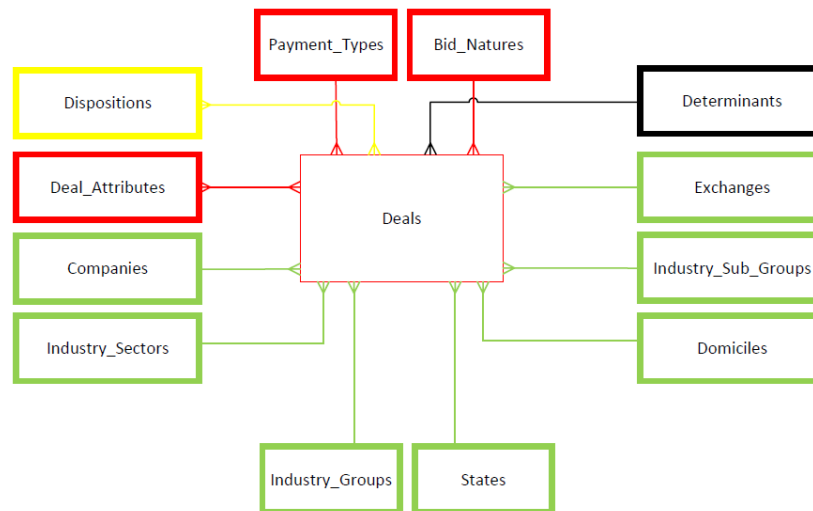 Payment_Types
Bid_Natures
Dispositions
Determinants
Deal_Attributes
Exchanges
Deals
Companies
Industry_Sub_Groups
Industry_Sectors
Domiciles
Industry_Groups
States